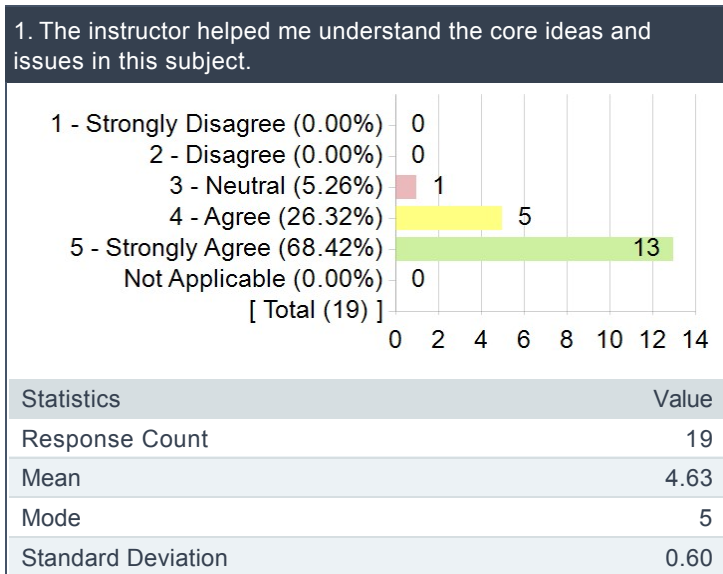 1. The instructor helped me understand the core ideas and
issues in this subject.
1 - Strongly Disagree (0.00%) 0
2 - Disagree (0.00%) 0
3 - Neutral (5.26%) 1
4 - Agree (26.32%) 5
5 - Strongly Agree (68.42%) 13
Not Applicable (0.00%) 0
[ Total (19) ]
0 2 4 6 8 10 12 14
Statistics Value
Response Count 19
Mean 4.63
Mode 5
Standard Deviation 0.60